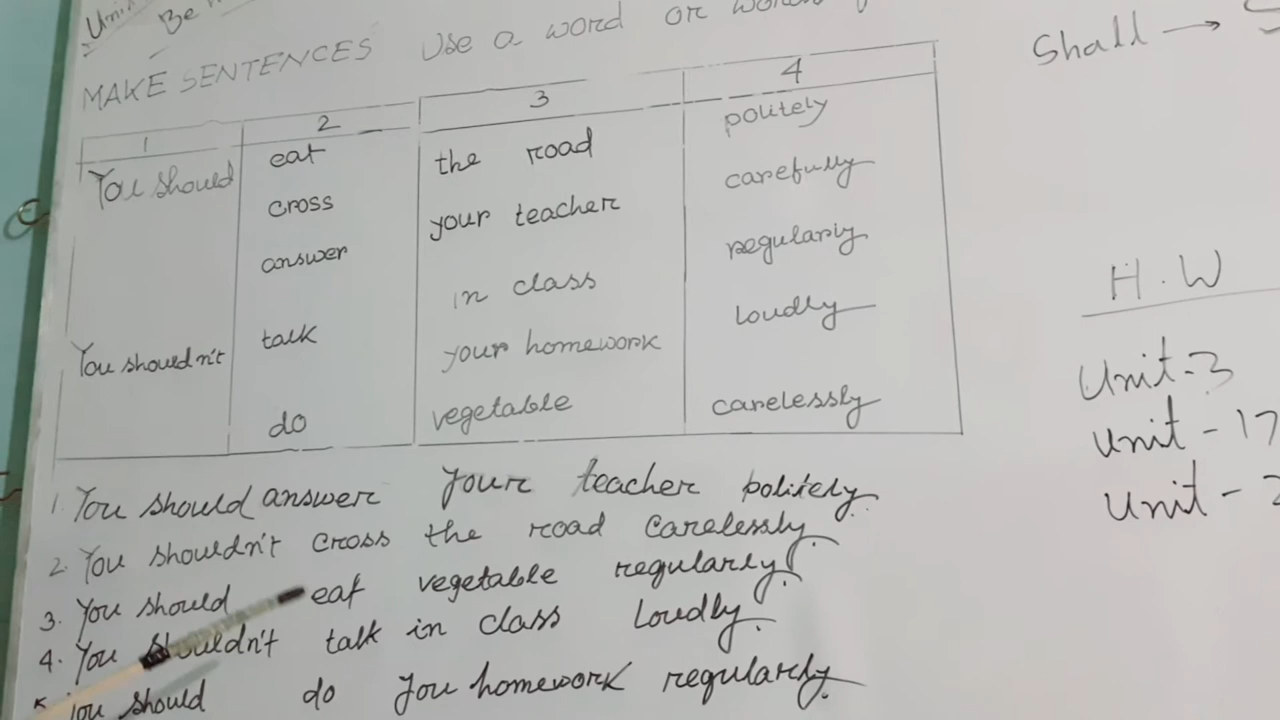 Be
MAKE SENTENCES Use a word or
Shall →
1 2 3 4
You should eat the road politely
cross your teacher carefully
answer in class regularly
You shouldn't talk your homework loudly
do vegetable carelessly
H.W
Unit-3
Unit-17
Unit-
1. You should answer your teacher politely.
2. You shouldn't cross the road carelessly.
3. You should eat vegetable regularly.
4. You shouldn't talk in class loudly.
You should do you homework regularly.